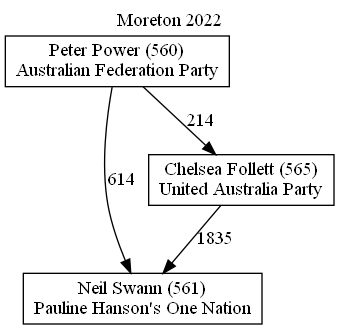 Moreton 2022
Peter Power (560)
Australian Federation Party
214
Chelsea Follett (565)
United Australia Party
614
1835
Neil Swann (561)
Pauline Hanson's One Nation